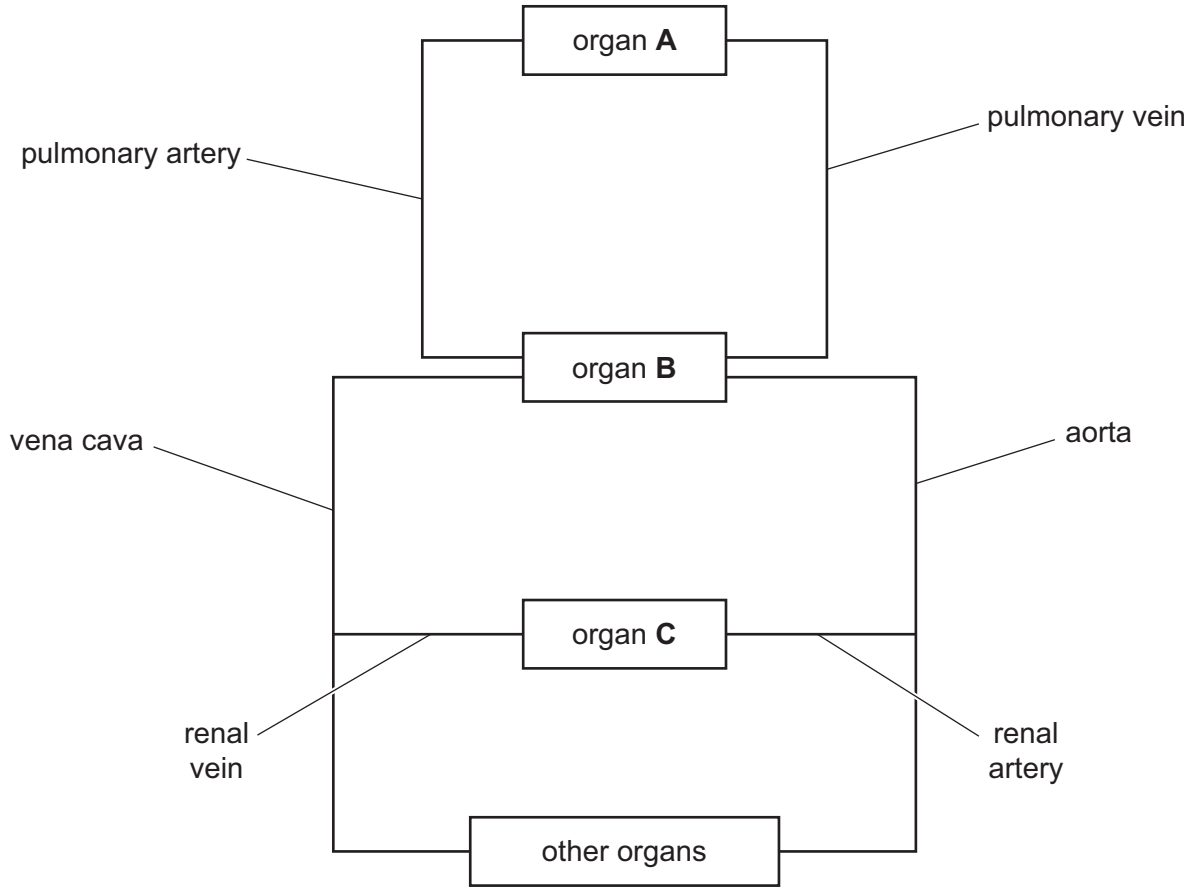 organ A
pulmonary vein
pulmonary artery
organ B
vena cava
aorta
organ C
renal
vein
renal
artery
other organs